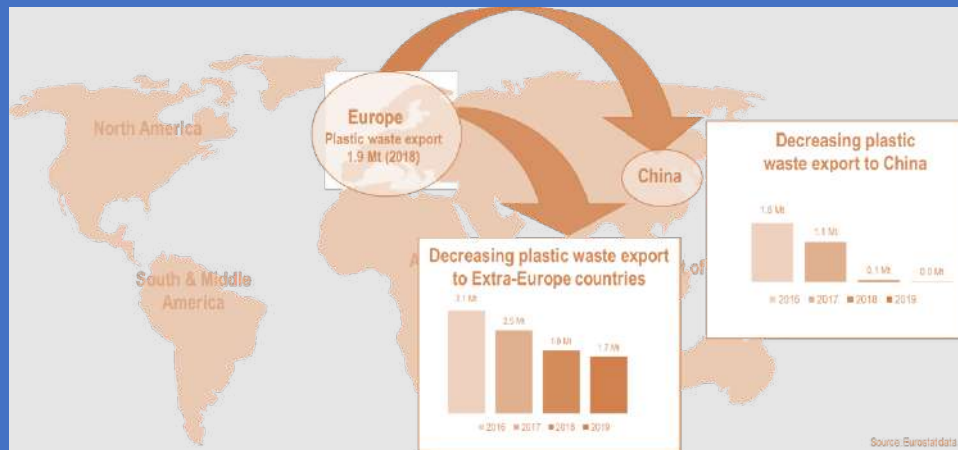 North America
Europe
Plastic waste export
1.9 Mt (2018)
China
South & Middle
America
A
t of
Decreasing plastic waste export
to Extra-Europe countries
3.1 Mt
2.5 Mt
1.9 Mt
1.7 Mt
2016 2017 2018 2019
Decreasing plastic
waste export to China
1.6 Mt
1.1 Mt
0.1 Mt
0.0 Mt
2016 2017 2018 2019
Source: Eurostat data